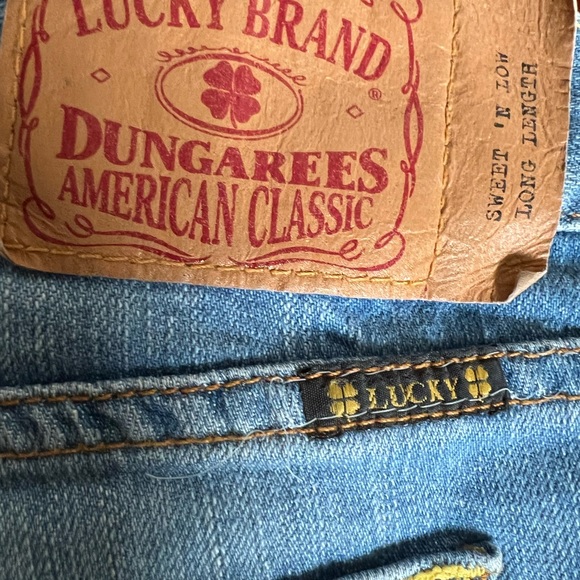 LUCKY BRAND
®
DUNGAREES
AMERICAN CLASSIC
SWEET 'N LOW
LONG LENGTH
LUCKY